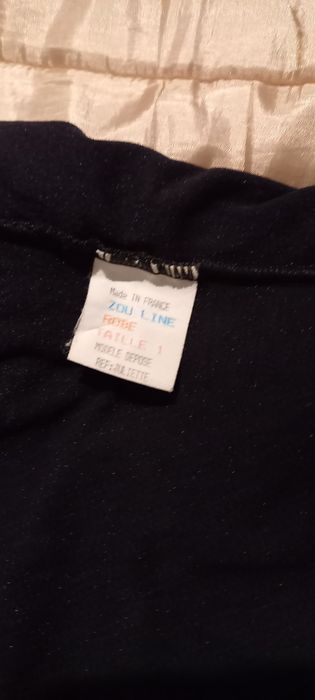 Made IN FRANCE
ZOU LINE
ROBE
TAILLE 1
MODELE DEPOSE
REF:JULIETTE